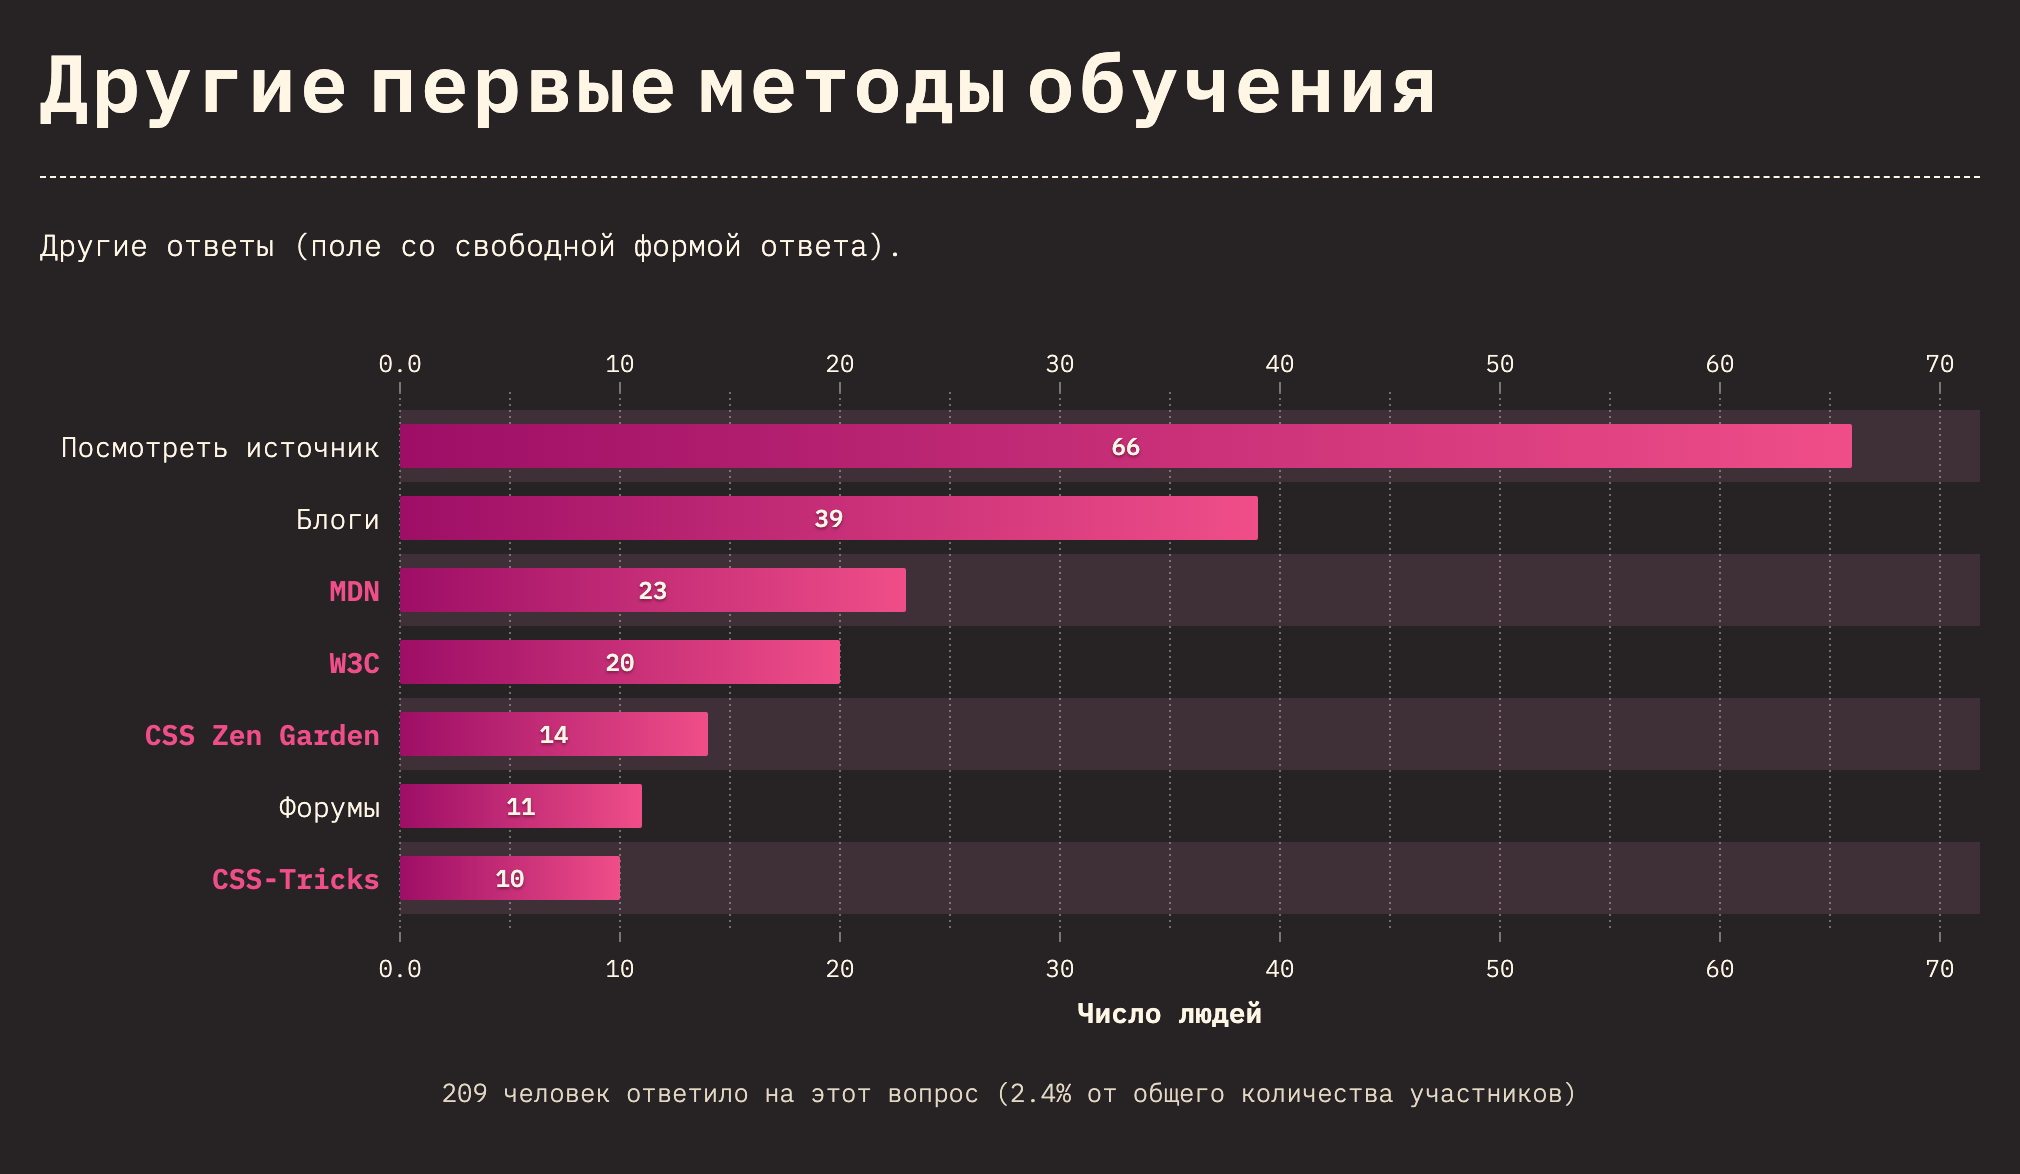 Другие первые методы обучения
Другие ответы (поле со свободной формой ответа).
0.0 10 20 30 40 50 60 70
Посмотреть источник 66
Блоги 39
MDN 23
W3C 20
CSS Zen Garden 14
Форумы 11
CSS-Tricks 10
0.0 10 20 30 40 50 60 70
Число людей
209 человек ответило на этот вопрос (2.4% от общего количества участников)